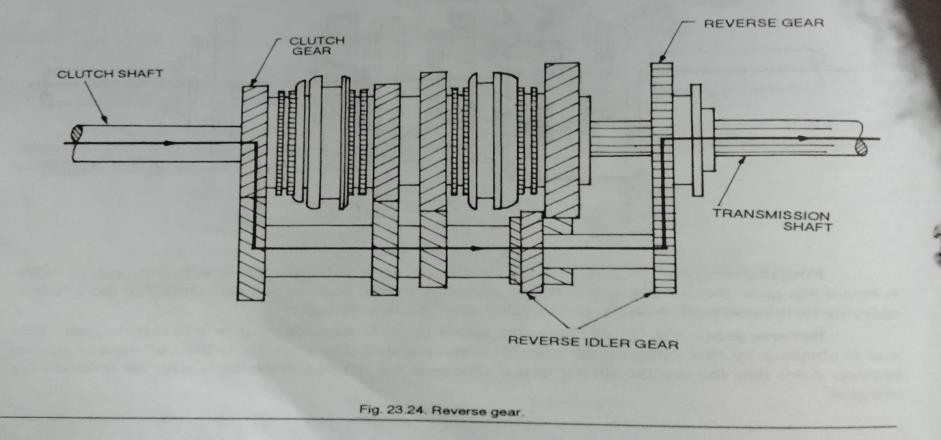 REVERSE GEAR
CLUTCH
GEAR
CLUTCH SHAFT
TRANSMISSION
SHAFT
REVERSE IDLER GEAR
Fig. 23.24. Reverse gear.